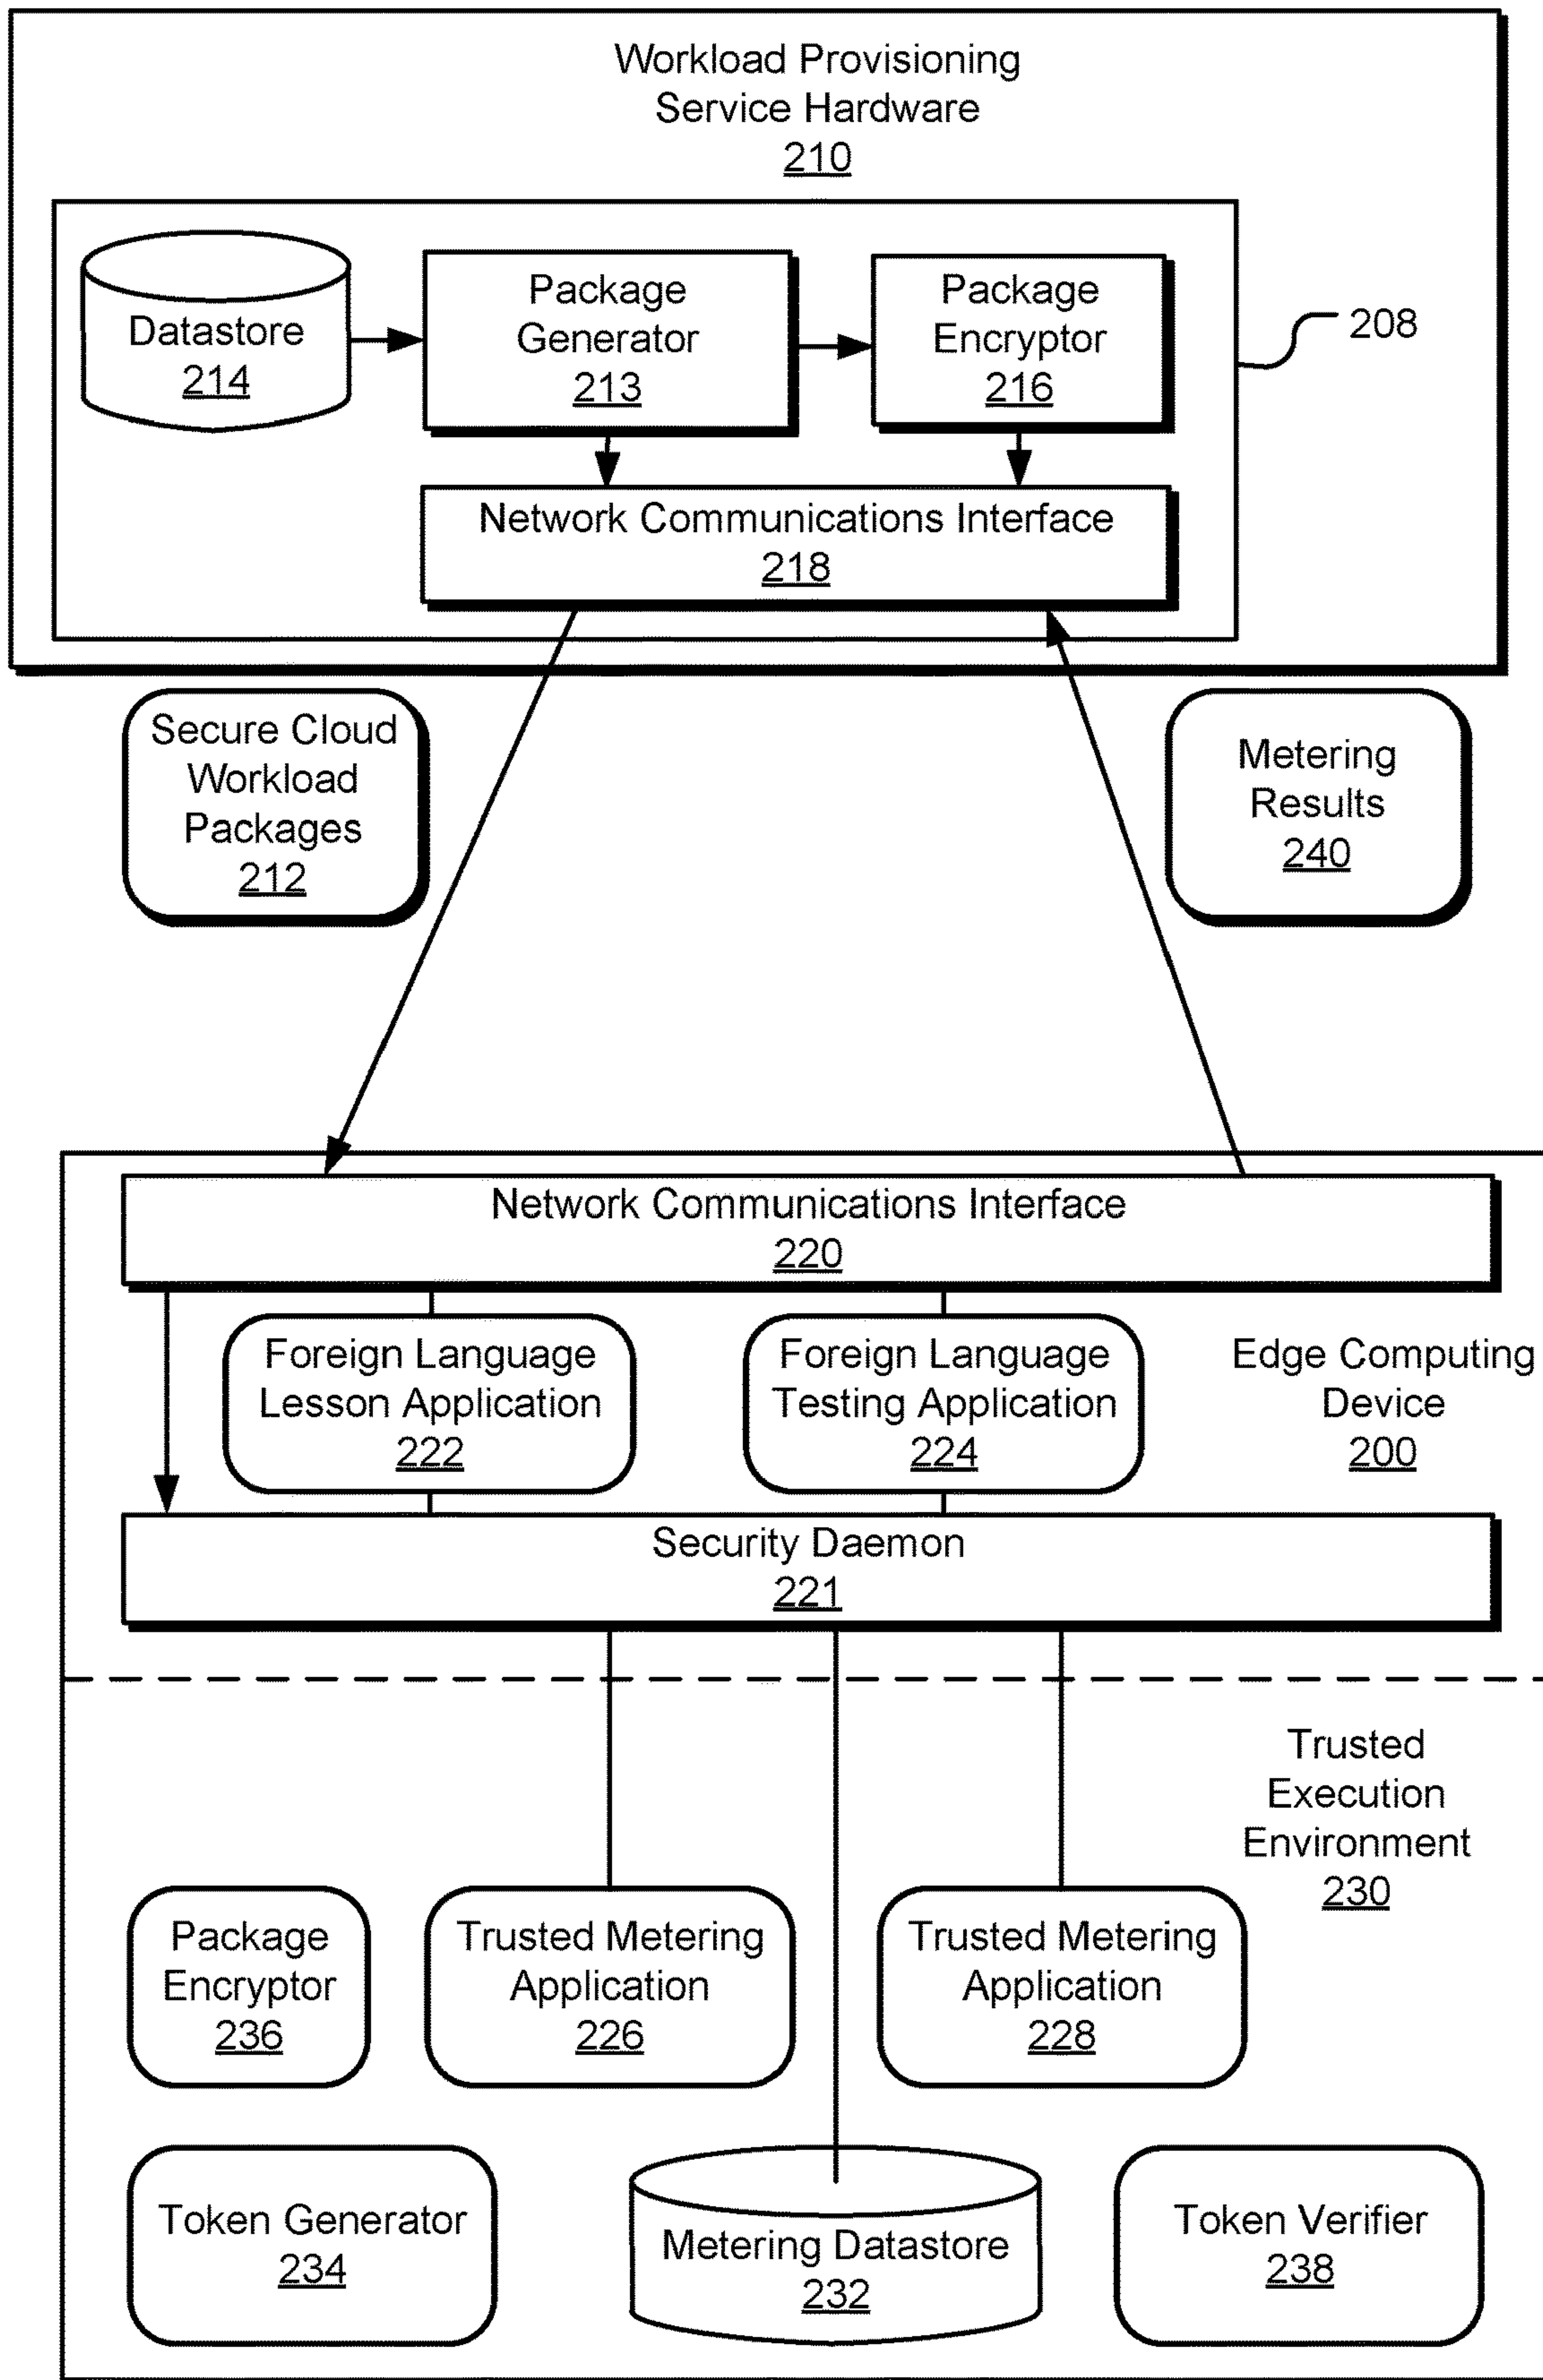 Workload Provisioning
Service Hardware
210
Datastore
214
Package
Generator
213
Package
Encryptor
216
208
Network Communications Interface
218
Secure Cloud
Workload
Packages
212
Metering
Results
240
Network Communications Interface
220
Foreign Language
Lesson Application
222
Foreign Language
Testing Application
224
Edge Computing
Device
200
Security Daemon
221
Trusted
Execution
Environment
230
Package
Encryptor
236
Trusted Metering
Application
226
Trusted Metering
Application
228
Token Generator
234
Metering Datastore
232
Token Verifier
238